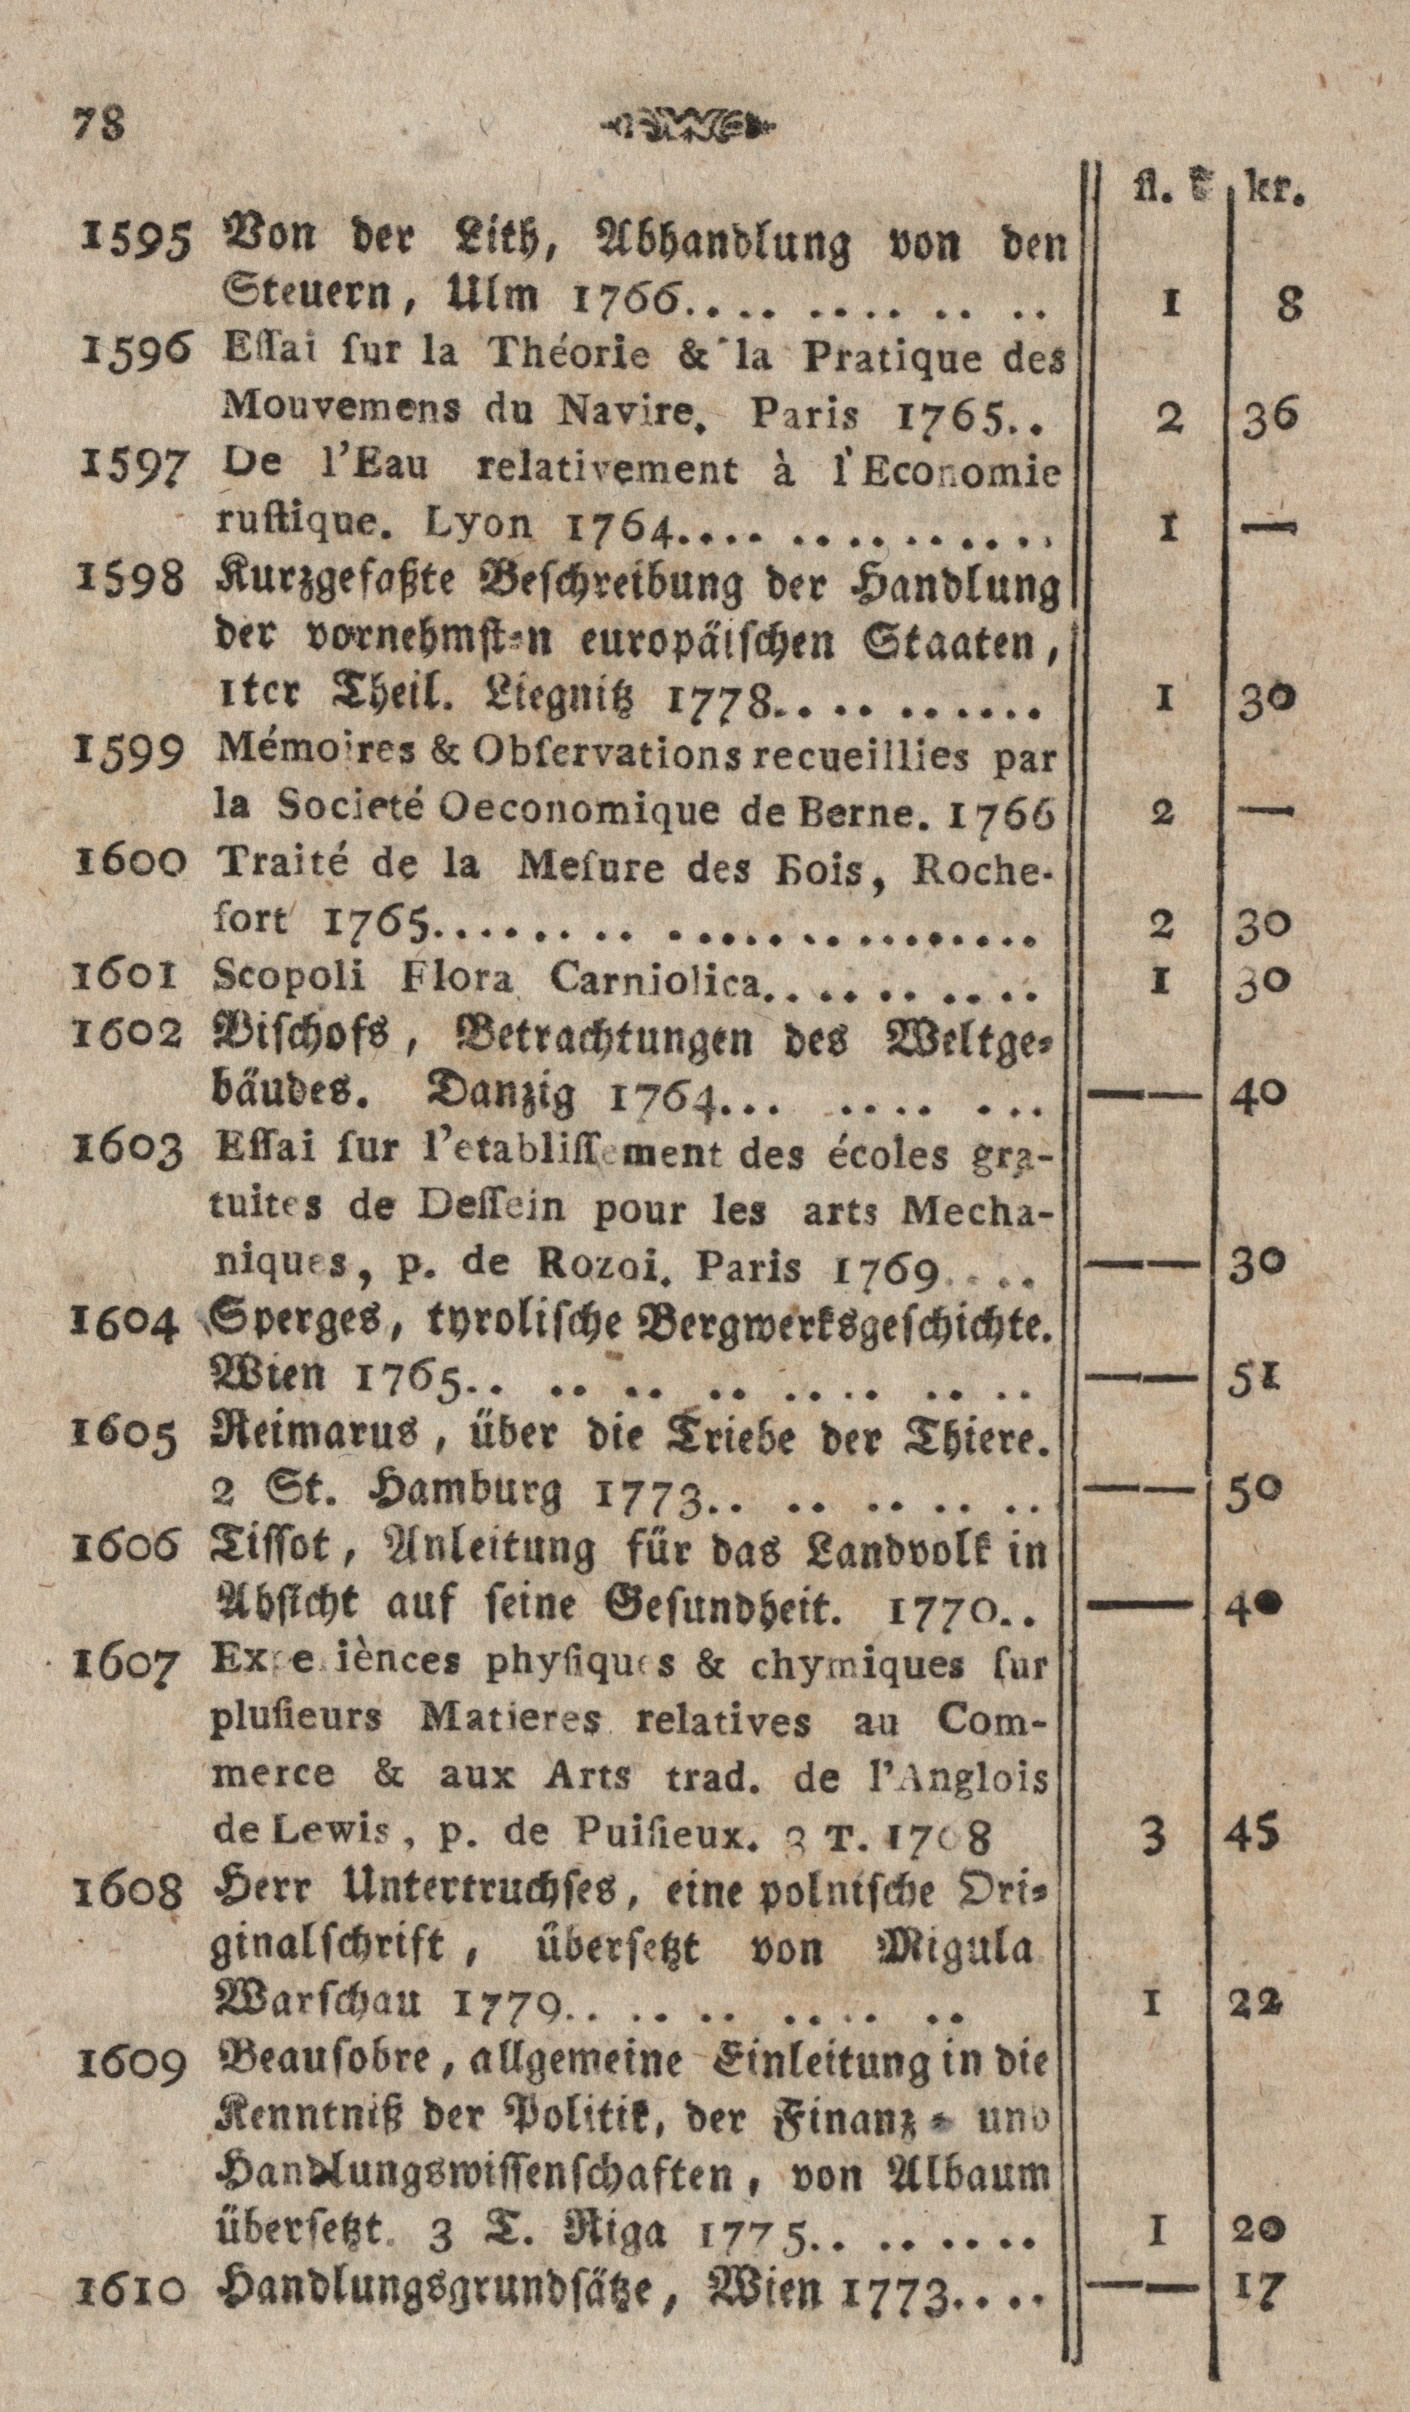 78
fl. kr.
1595 Von der Lith, Abhandlung von den
Steuern, Ulm 1766.. .. .... .. .. 1 8
1596 Eſſai ſur la Théorie & la Pratique des
Mouvemens du Navire. Paris 1765.. 2 36
1597 De l'Eau relativement à l'Economie
ruſtique. Lyon 1764.... .......... 1 —
1598 Kurzgefaßte Beſchreibung der Handlung
der vornehmſten europäiſchen Staaten,
1ter Theil. Liegnitz 1778.. .. ...... 1 30
1599 Mémoires & Obſervations recueillies par
la Societé Oeconomique de Berne. 1766 2 —
1600 Traité de la Meſure des Bois, Roche-
fort 1765........ ................ 2 30
1601 Scopoli Flora Carniolica.. .. .. .... 1 30
1602 Biſchofs, Betrachtungen des Weltge-
bäudes. Danzig 1764... .... ... —— 40
1603 Eſſai ſur l'etabliſſement des écoles gra-
tuites de Deſſein pour les arts Mecha-
niques, p. de Rozoi. Paris 1769.... —— 30
1604 Sperges, tyroliſche Bergwerksgeſchichte.
Wien 1765.. .. .. .. .... .. .. —— 51
1605 Reimarus, über die Triebe der Thiere.
2 St. Hamburg 1773.. .. .. .. .. —— 50
1606 Tiſſot, Anleitung für das Landvolk in
Abſicht auf ſeine Geſundheit. 1770.. —— 40
1607 Experiènces phyſiques & chymiques ſur
pluſieurs Matieres relatives au Com-
merce & aux Arts trad. de l'Anglois
de Lewis, p. de Puiſieux. 3 T. 1768 3 45
1608 Herr Untertruchſes, eine polniſche Ori-
ginalſchrift, überſetzt von Migula
Warſchau 1779.. .. .. .... .. 1 22
1609 Beauſobre, allgemeine Einleitung in die
Kenntniß der Politik, der Finanz- und
Handlungswiſſenſchaften, von Albaum
überſetzt. 3 T. Riga 1775.. .. .... 1 20
1610 Handlungsgrundſätze, Wien 1773.... —— 17